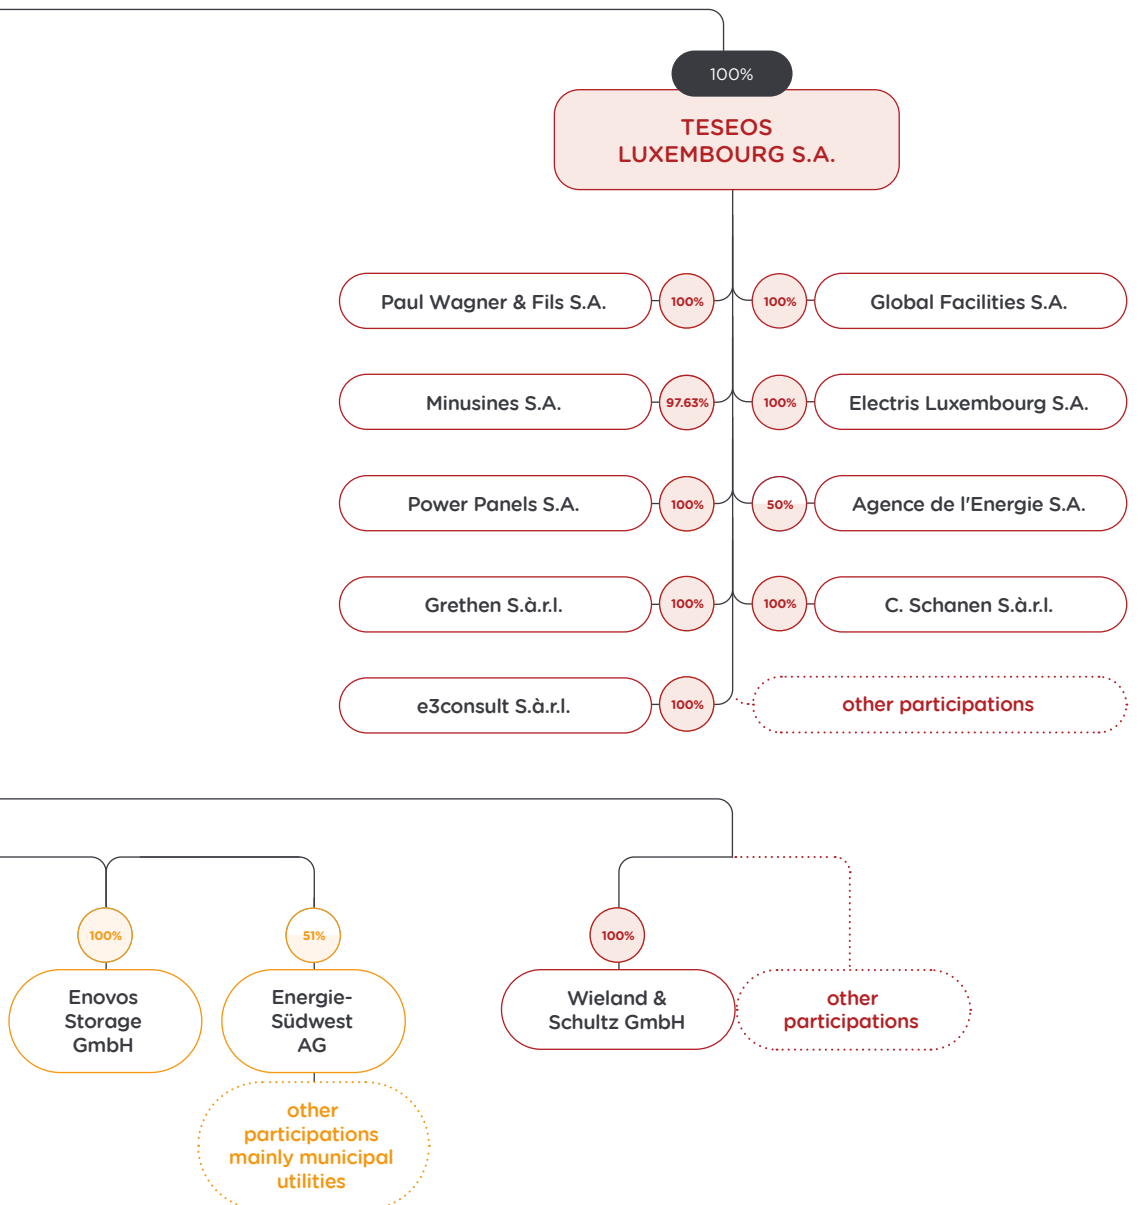 100%
TESEOS
LUXEMBOURG S.A.
Paul Wagner & Fils S.A.
100%
100%
Global Facilities S.A.
Minusines S.A.
97.63%
100%
Electris Luxembourg S.A.
Power Panels S.A.
100%
50%
Agence de l'Energie S.A.
Grethen S.à.r.l.
100%
100%
C. Schanen S.à.r.l.
e3consult S.à.r.l.
100%
other participations
100%
Enovos
Storage
GmbH
51%
Energie-
Südwest
AG
other
participations
mainly municipal
utilities
100%
Wieland &
Schultz GmbH
other
participations